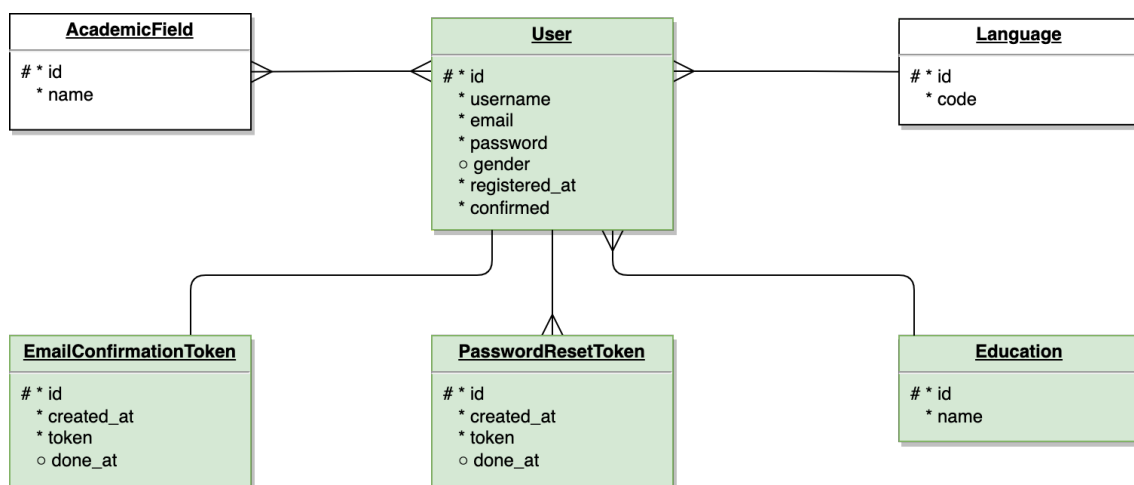 AcademicField
# * id
* name
User
# * id
* username
* email
* password
○ gender
* registered_at
* confirmed
Language
# * id
* code
EmailConfirmationToken
# * id
* created_at
* token
○ done_at
PasswordResetToken
# * id
* created_at
* token
○ done_at
Education
# * id
* name